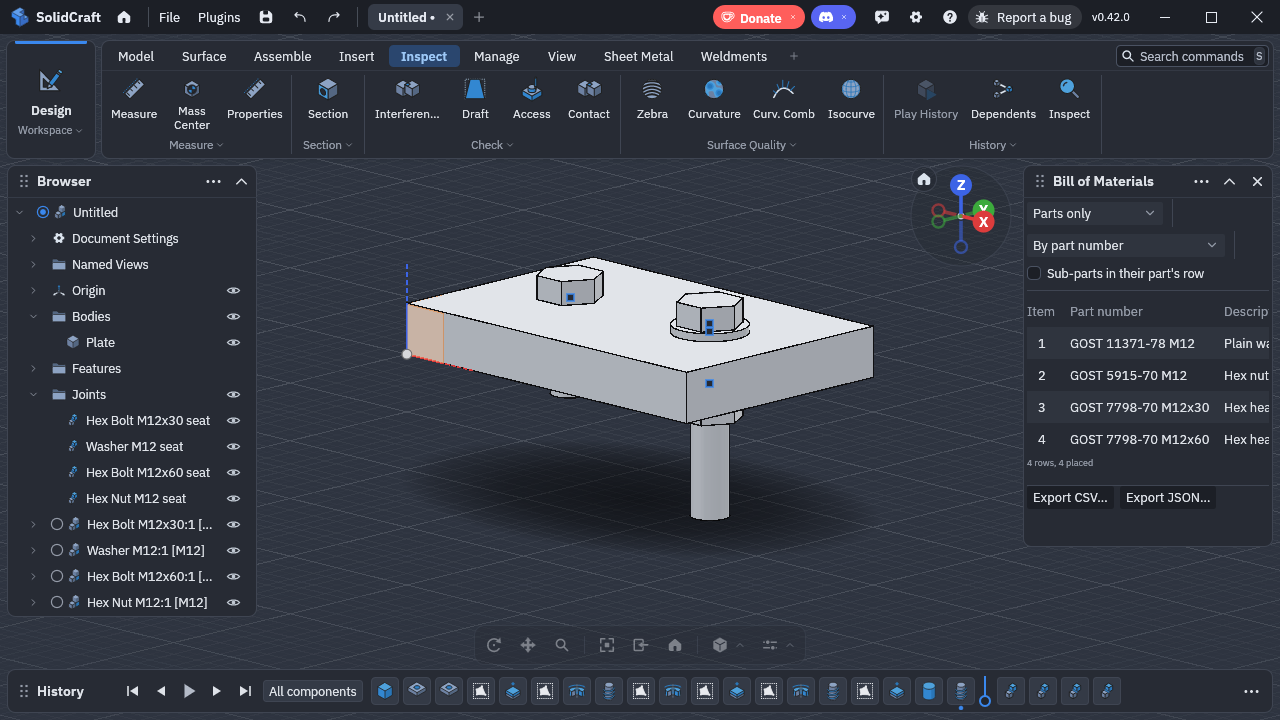 SolidCraft
File
Plugins
Untitled •
Donate
Report a bug
v0.42.0
Design
Workspace
Model
Surface
Assemble
Insert
Inspect
Manage
View
Sheet Metal
Weldments
Search commands
S
Measure
Mass Center
Properties
Section
Interferen...
Draft
Access
Contact
Zebra
Curvature
Curv. Comb
Isocurve
Play History
Dependents
Inspect
Measure
Section
Check
Surface Quality
History
Browser
Untitled
Document Settings
Named Views
Origin
Bodies
Plate
Features
Joints
Hex Bolt M12x30 seat
Washer M12 seat
Hex Bolt M12x60 seat
Hex Nut M12 seat
Hex Bolt M12x30:1 [...
Washer M12:1 [M12]
Hex Bolt M12x60:1 [...
Hex Nut M12:1 [M12]
Z
Y
X
Bill of Materials
Parts only
By part number
Sub-parts in their part's row
Item Part number Descrip
1 GOST 11371-78 M12 Plain wa
2 GOST 5915-70 M12 Hex nut
3 GOST 7798-70 M12x30 Hex hea
4 GOST 7798-70 M12x60 Hex hea
4 rows, 4 placed
Export CSV...
Export JSON...
History
All components